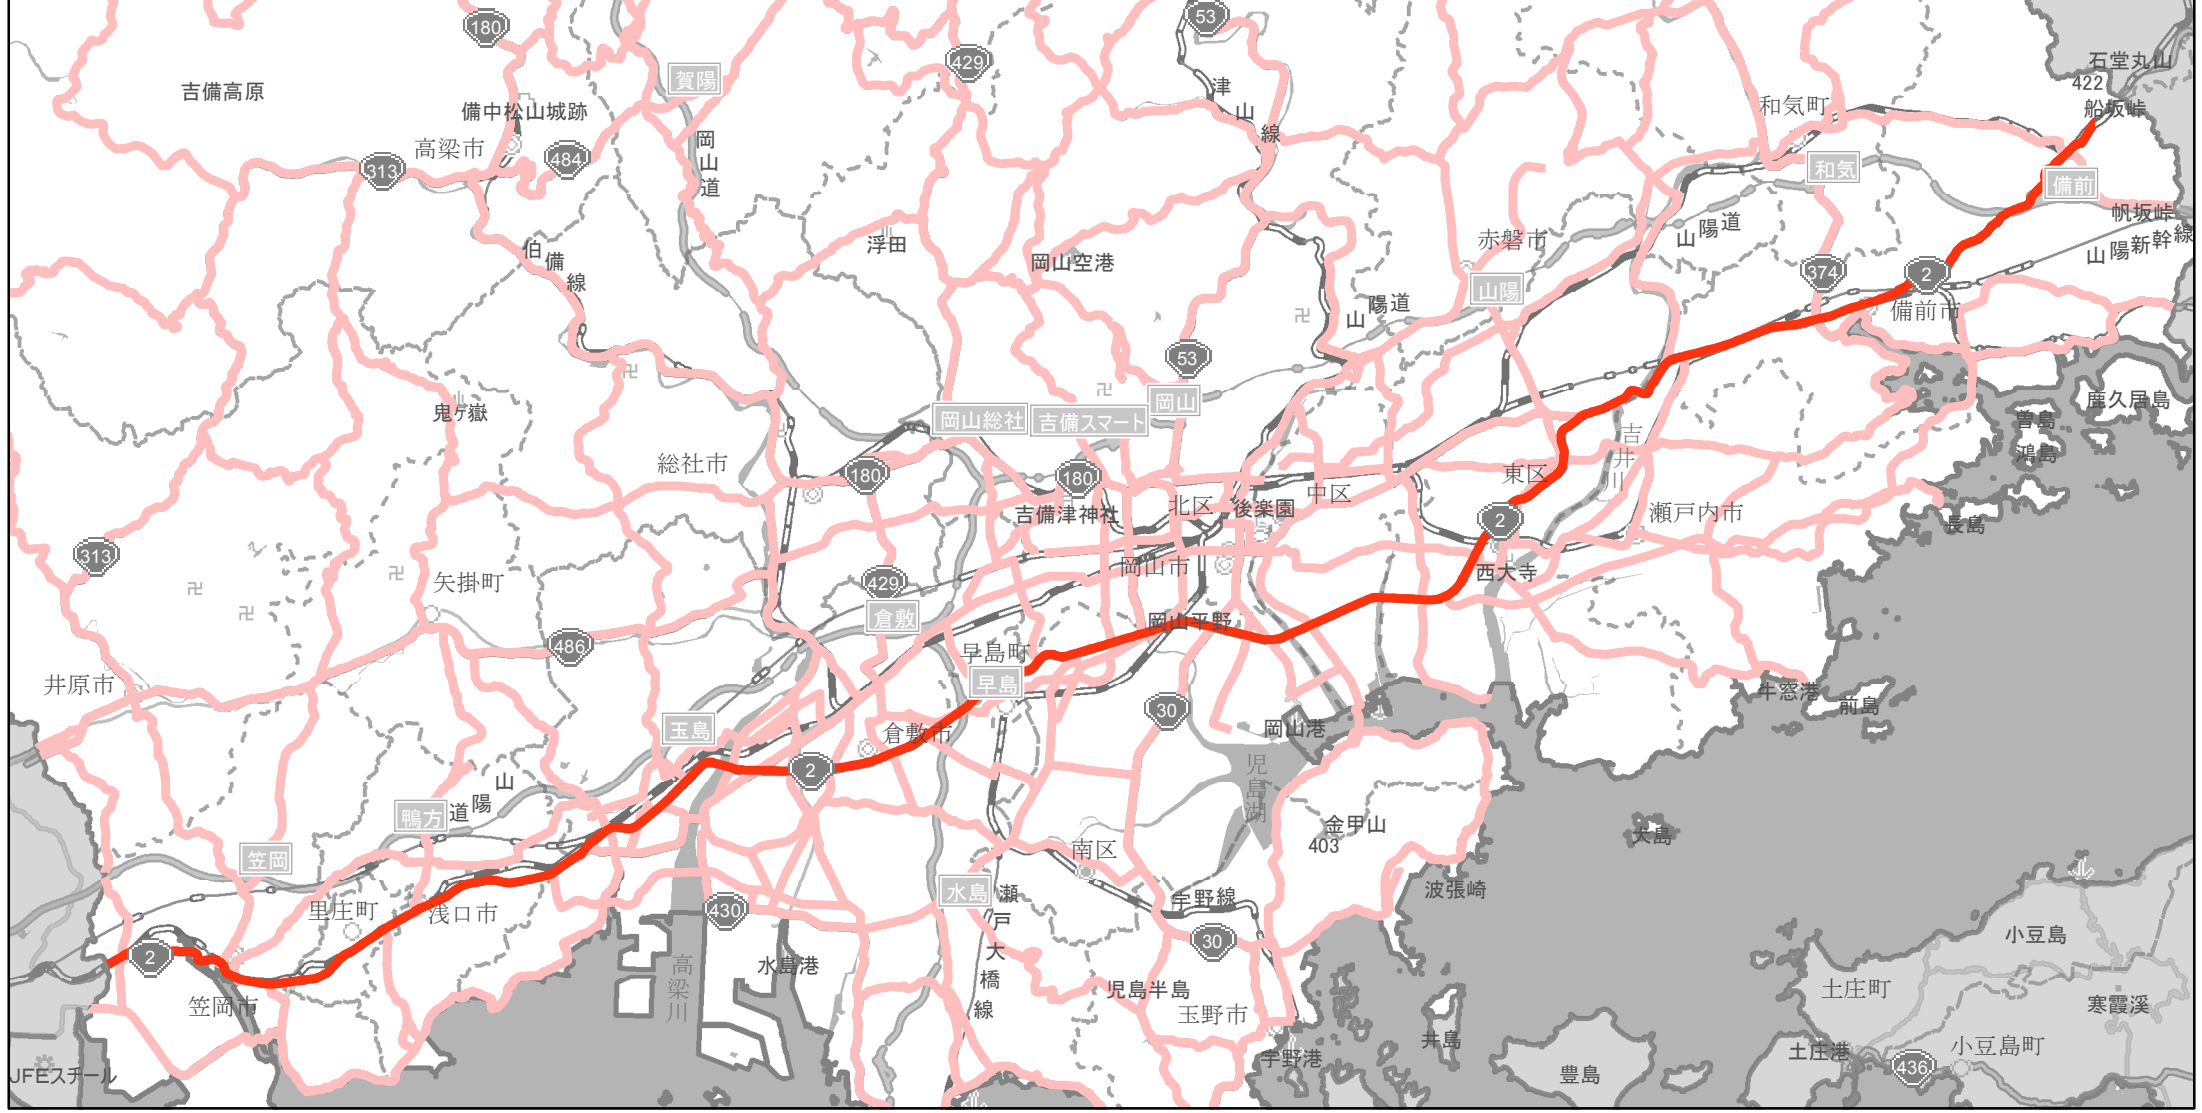 180
53
石堂丸山
422
船坂峠
429
賀陽
吉備高原
備中松山城跡
津山線
和気町
高梁市
484
岡山道
313
和気
備前
帆坂峠
山陽新幹線
浮田
岡山空港
赤磐市
山陽道
伯備線
374
2
山陽
備前市
山陽道
53
鬼ケ嶽
岡山総社
吉備スマート
岡山
鹿久居島
曽島
鴻島
吉井川
総社市
180
180
東区
中区
北区
後楽園
吉備津神社
瀬戸内市
長島
2
313
矢掛町
429
岡山市
西大寺
倉敷
岡山平野
486
早島町
早島
井原市
牛窓港
前島
30
玉島
倉敷市
岡山港
2
児島湖
山陽道
鴨方
金甲山
403
犬島
笠岡
南区
水島
瀬戸大橋線
宇野線
波張崎
里庄町
浅口市
430
30
小豆島
2
高梁川
水島港
児島半島
土庄町
寒霞渓
笠岡市
玉野市
井島
宇野港
土庄港
小豆島町
436
豊島
JFEスチール